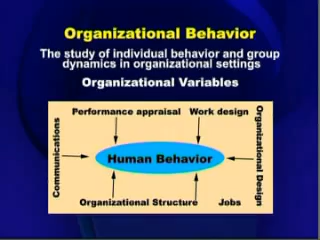 Organizational Behavior
The study of individual behavior and group
dynamics in organizational settings
Organizational Variables
Performance appraisal Work design
Communications
Human Behavior
Organizational Design
Organizational Structure Jobs